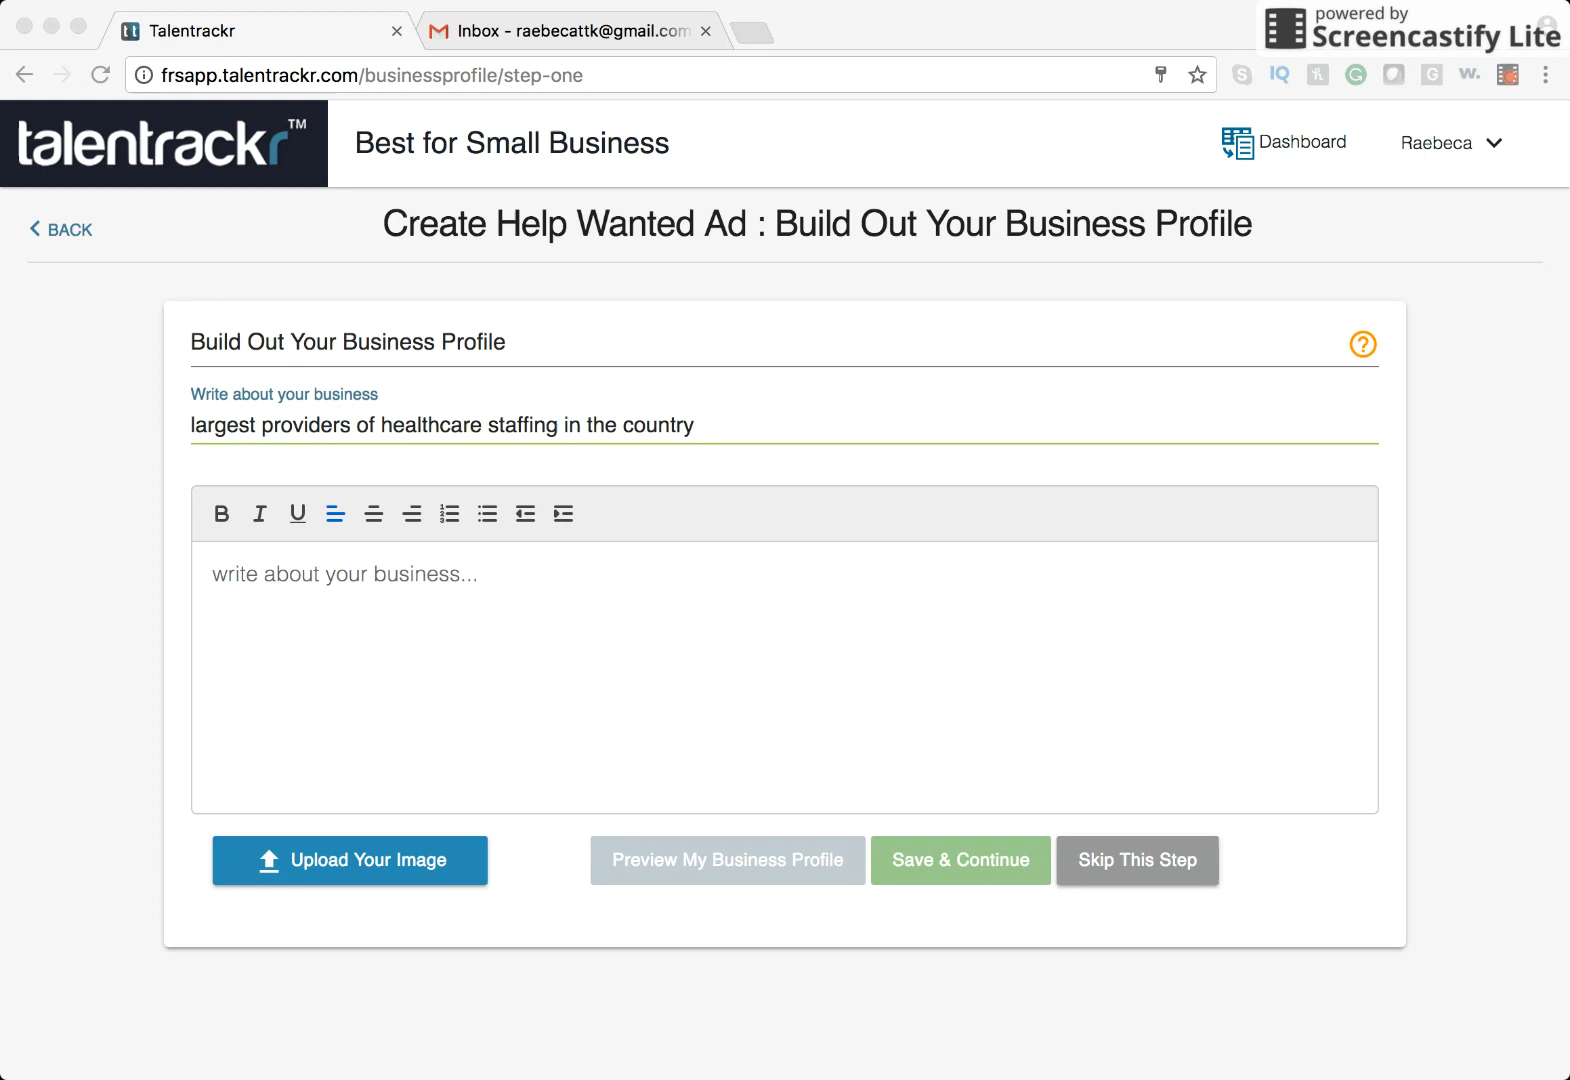 Talentrackr
Inbox - raebecattk@gmail.com
powered by
Screencastify Lite
frsapp.talentrackr.com/businessprofile/step-one
talentrackr™
Best for Small Business
Dashboard
Raebeca
BACK
Create Help Wanted Ad : Build Out Your Business Profile
Build Out Your Business Profile
Write about your business
largest providers of healthcare staffing in the country
B I U
write about your business...
Upload Your Image
Preview My Business Profile
Save & Continue
Skip This Step